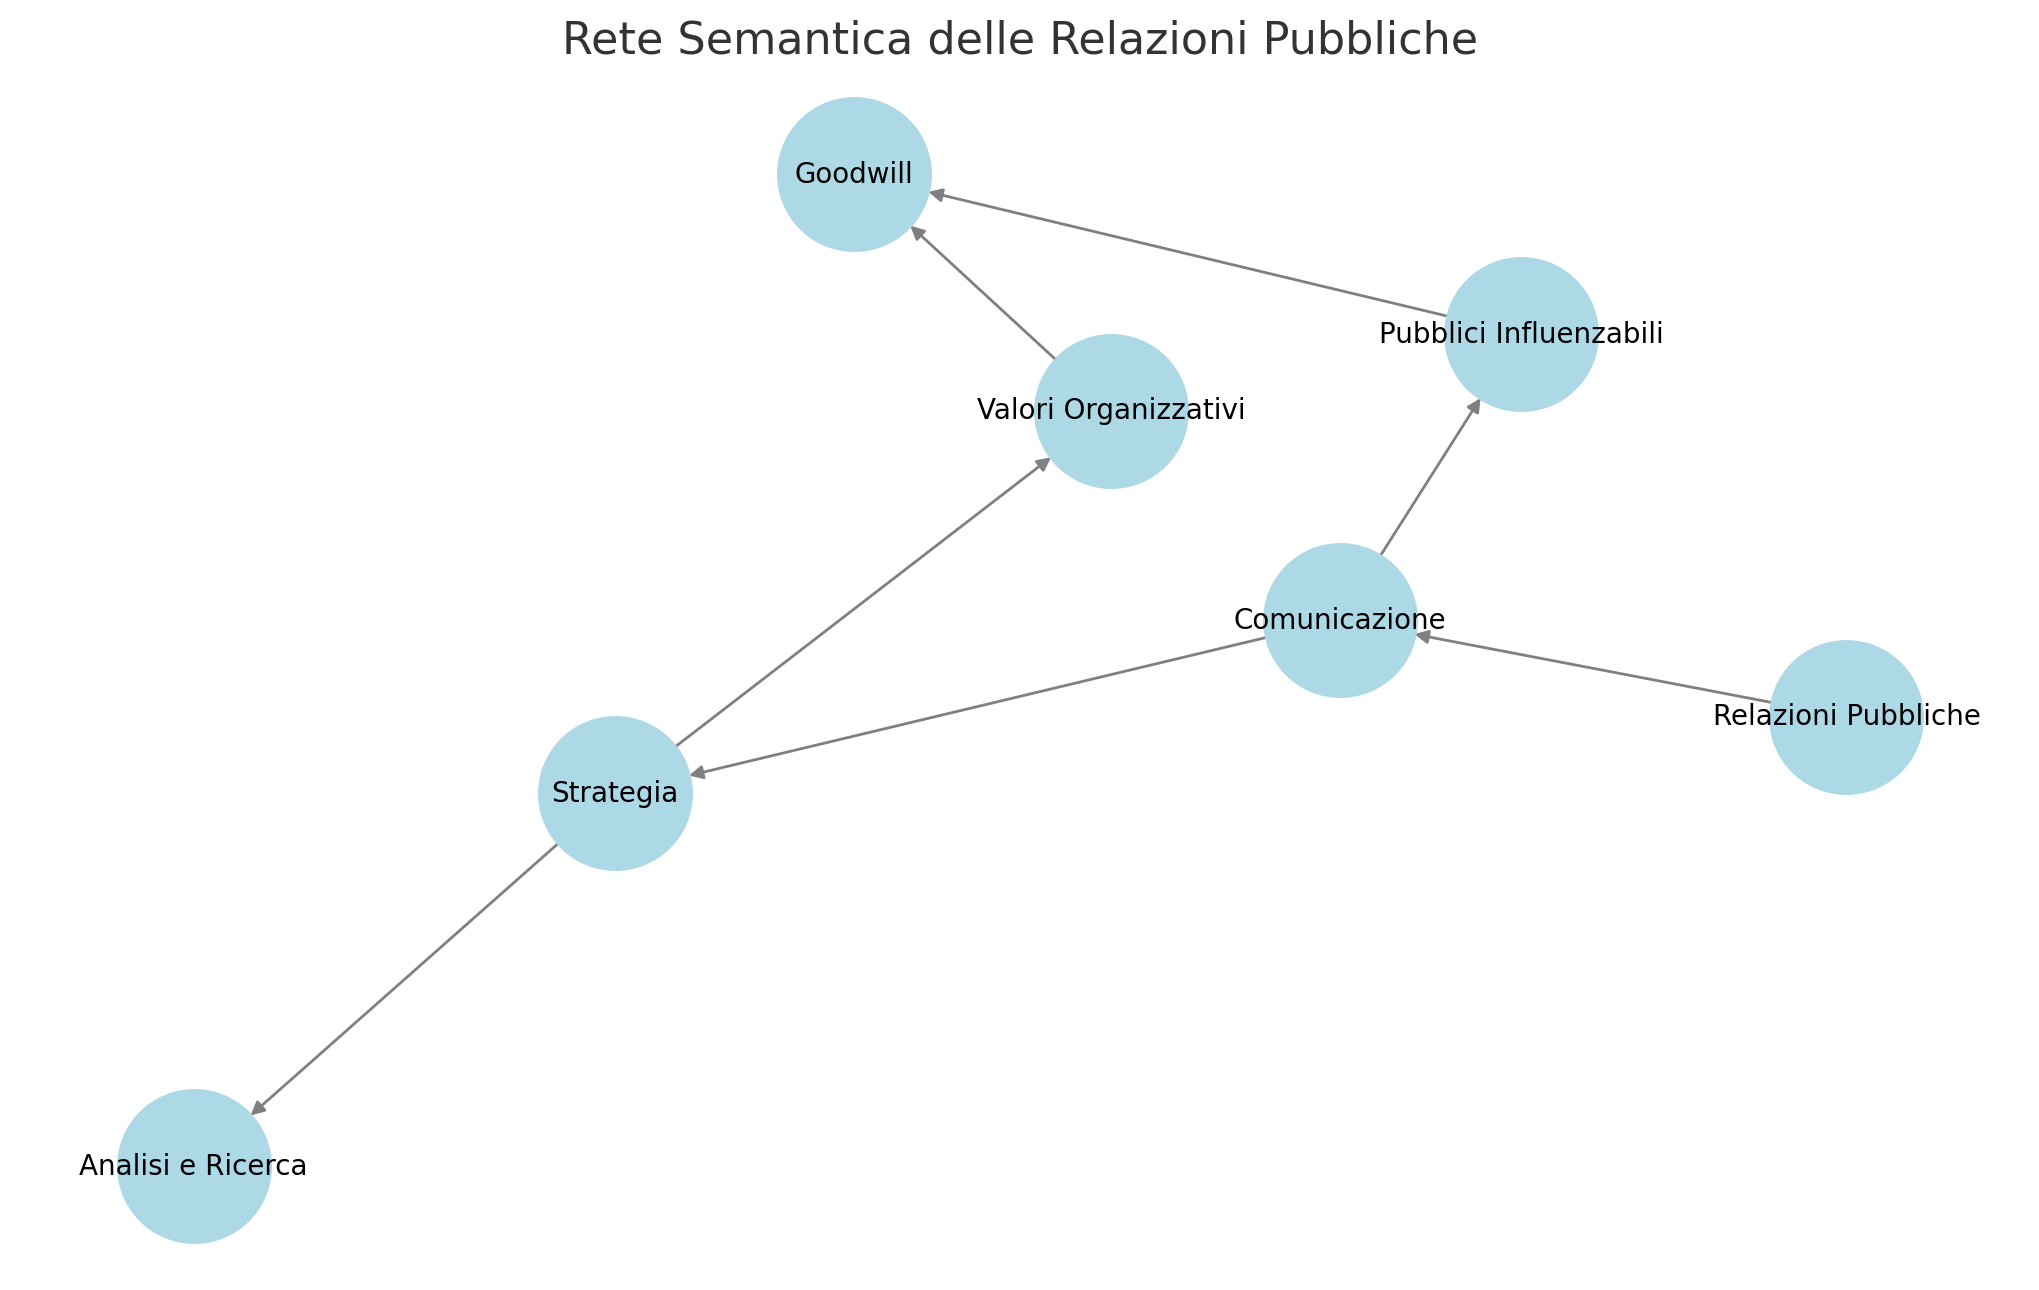 Rete Semantica delle Relazioni Pubbliche
Goodwill
Pubblici Influenzabili
Valori Organizzativi
Comunicazione
Relazioni Pubbliche
Strategia
Analisi e Ricerca